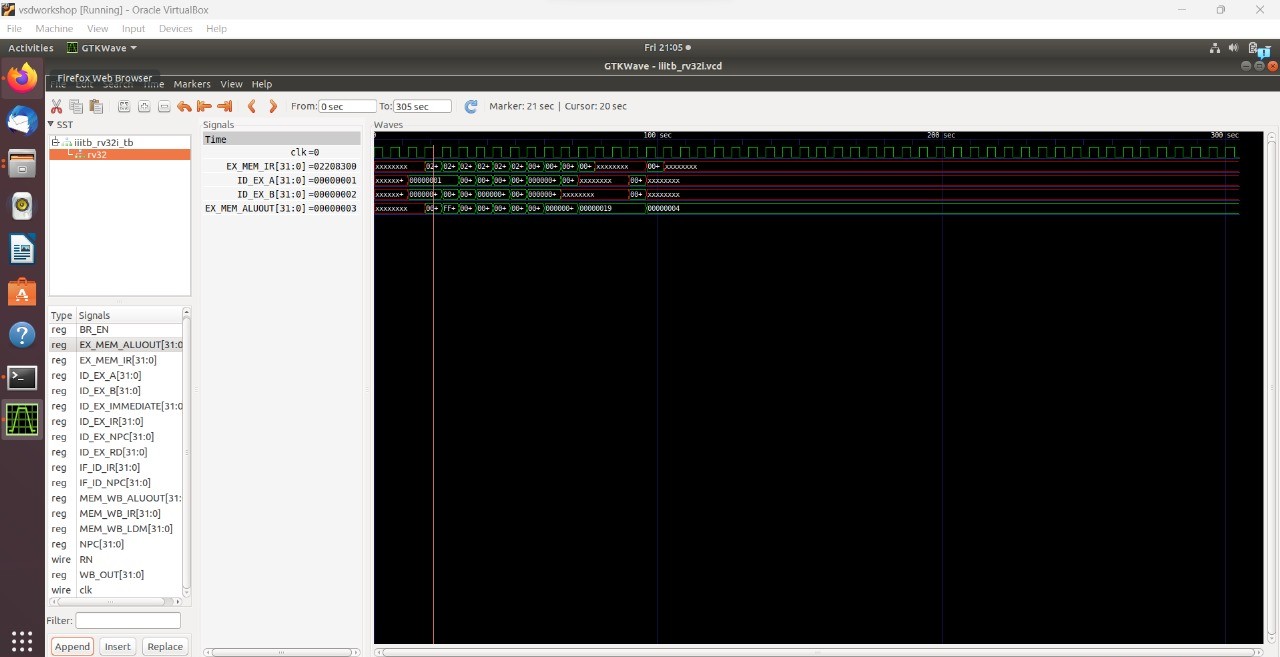 vsdworkshop [Running] - Oracle VirtualBox
File Machine View Input Devices Help
Activities GTKWave Fri 21:05
GTKWave - iiitb_rv32i.vcd
Firefox Web Browser
File Edit Search Time Markers View Help
From: 0 sec To: 305 sec Marker: 21 sec | Cursor: 20 sec
SST
iiitb_rv32i_tb
rv32
Type Signals
reg BR_EN
reg EX_MEM_ALUOUT[31:0
reg EX_MEM_IR[31:0]
reg ID_EX_A[31:0]
reg ID_EX_B[31:0]
reg ID_EX_IMMEDIATE[31:0
reg ID_EX_IR[31:0]
reg ID_EX_NPC[31:0]
reg ID_EX_RD[31:0]
reg IF_ID_IR[31:0]
reg IF_ID_NPC[31:0]
reg MEM_WB_ALUOUT[31:
reg MEM_WB_IR[31:0]
reg MEM_WB_LDM[31:0]
reg NPC[31:0]
wire RN
reg WB_OUT[31:0]
wire clk
Filter:
Append Insert Replace
Signals
Time
clk=0
EX_MEM_IR[31:0]=02208300
ID_EX_A[31:0]=00000001
ID_EX_B[31:0]=00000002
EX_MEM_ALUOUT[31:0]=00000003
Waves
100 sec 200 sec 300 sec
xxxxxxxx 02+ 02+ 02+ 02+ 02+ 02+ 00+ 00+ 00+ 00+ xxxxxxxx 00+ xxxxxxxx
xxxxxx+ 00000001 00+ 00+ 00+ 00+ 000000+ 00+ xxxxxxxx 00+ xxxxxxxx
xxxxxx+ 000000+ 00+ 00+ 000000+ 00+ 000000+ xxxxxxxx 00+ xxxxxxxx
xxxxxxxx 00+ FF+ 00+ 00+ 00+ 00+ 00+ 000000+ 00000019 00000004